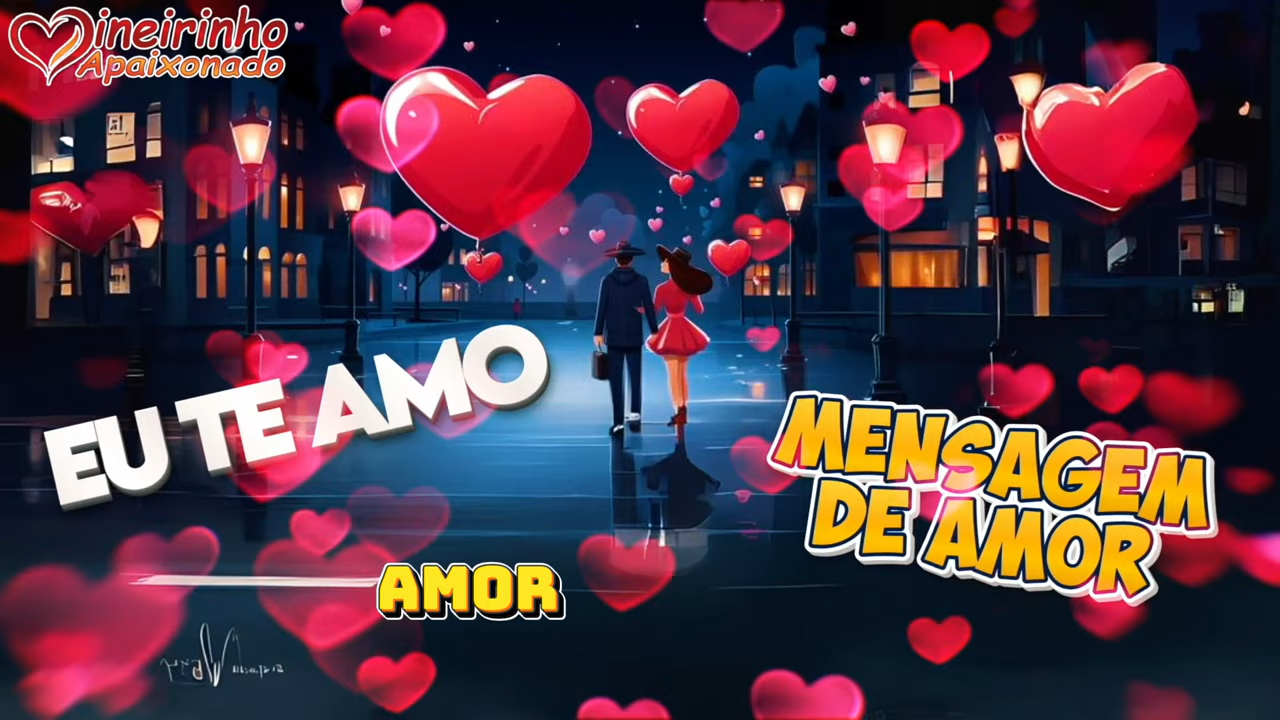 Mineirinho
Apaixonado
EU TE AMO
MENSAGEM
DE AMOR
AMOR